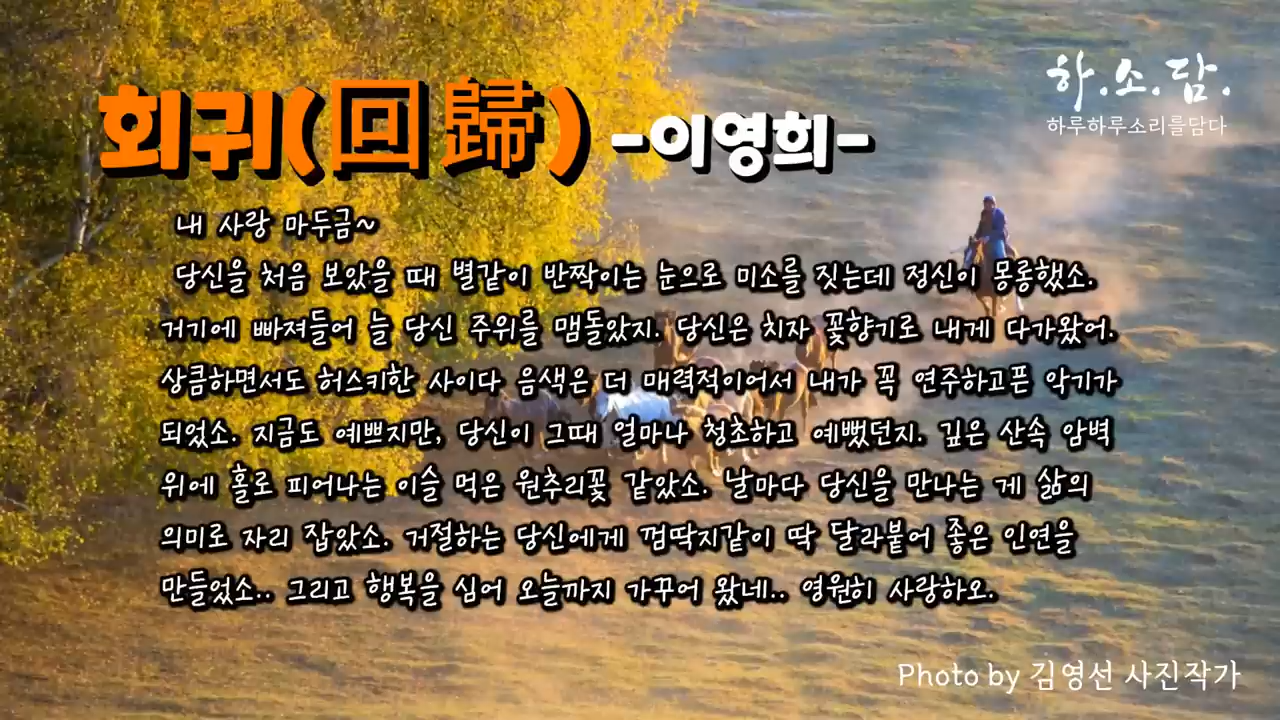 하.소.담.
하루하루소리를담다
회귀(回歸) -이영희-
내 사랑 마두금~
당신을 처음 보았을 때 별같이 반짝이는 눈으로 미소를 짓는데 정신이 몽롱했소.
거기에 빠져들어 늘 당신 주위를 맴돌았지. 당신은 치자 꽃향기로 내게 다가왔어.
상큼하면서도 허스키한 사이다 음색은 더 매력적이어서 내가 꼭 연주하고픈 악기가
되었소. 지금도 예쁘지만, 당신이 그때 얼마나 청초하고 예뻤던지. 깊은 산속 암벽
위에 홀로 피어나는 이슬 먹은 원추리꽃 같았소. 날마다 당신을 만나는 게 삶의
의미로 자리 잡았소. 거절하는 당신에게 껌딱지같이 딱 달라붙어 좋은 인연을
만들었소.. 그리고 행복을 심어 오늘까지 가꾸어 왔네.. 영원히 사랑하오.
Photo by 김영선 사진작가